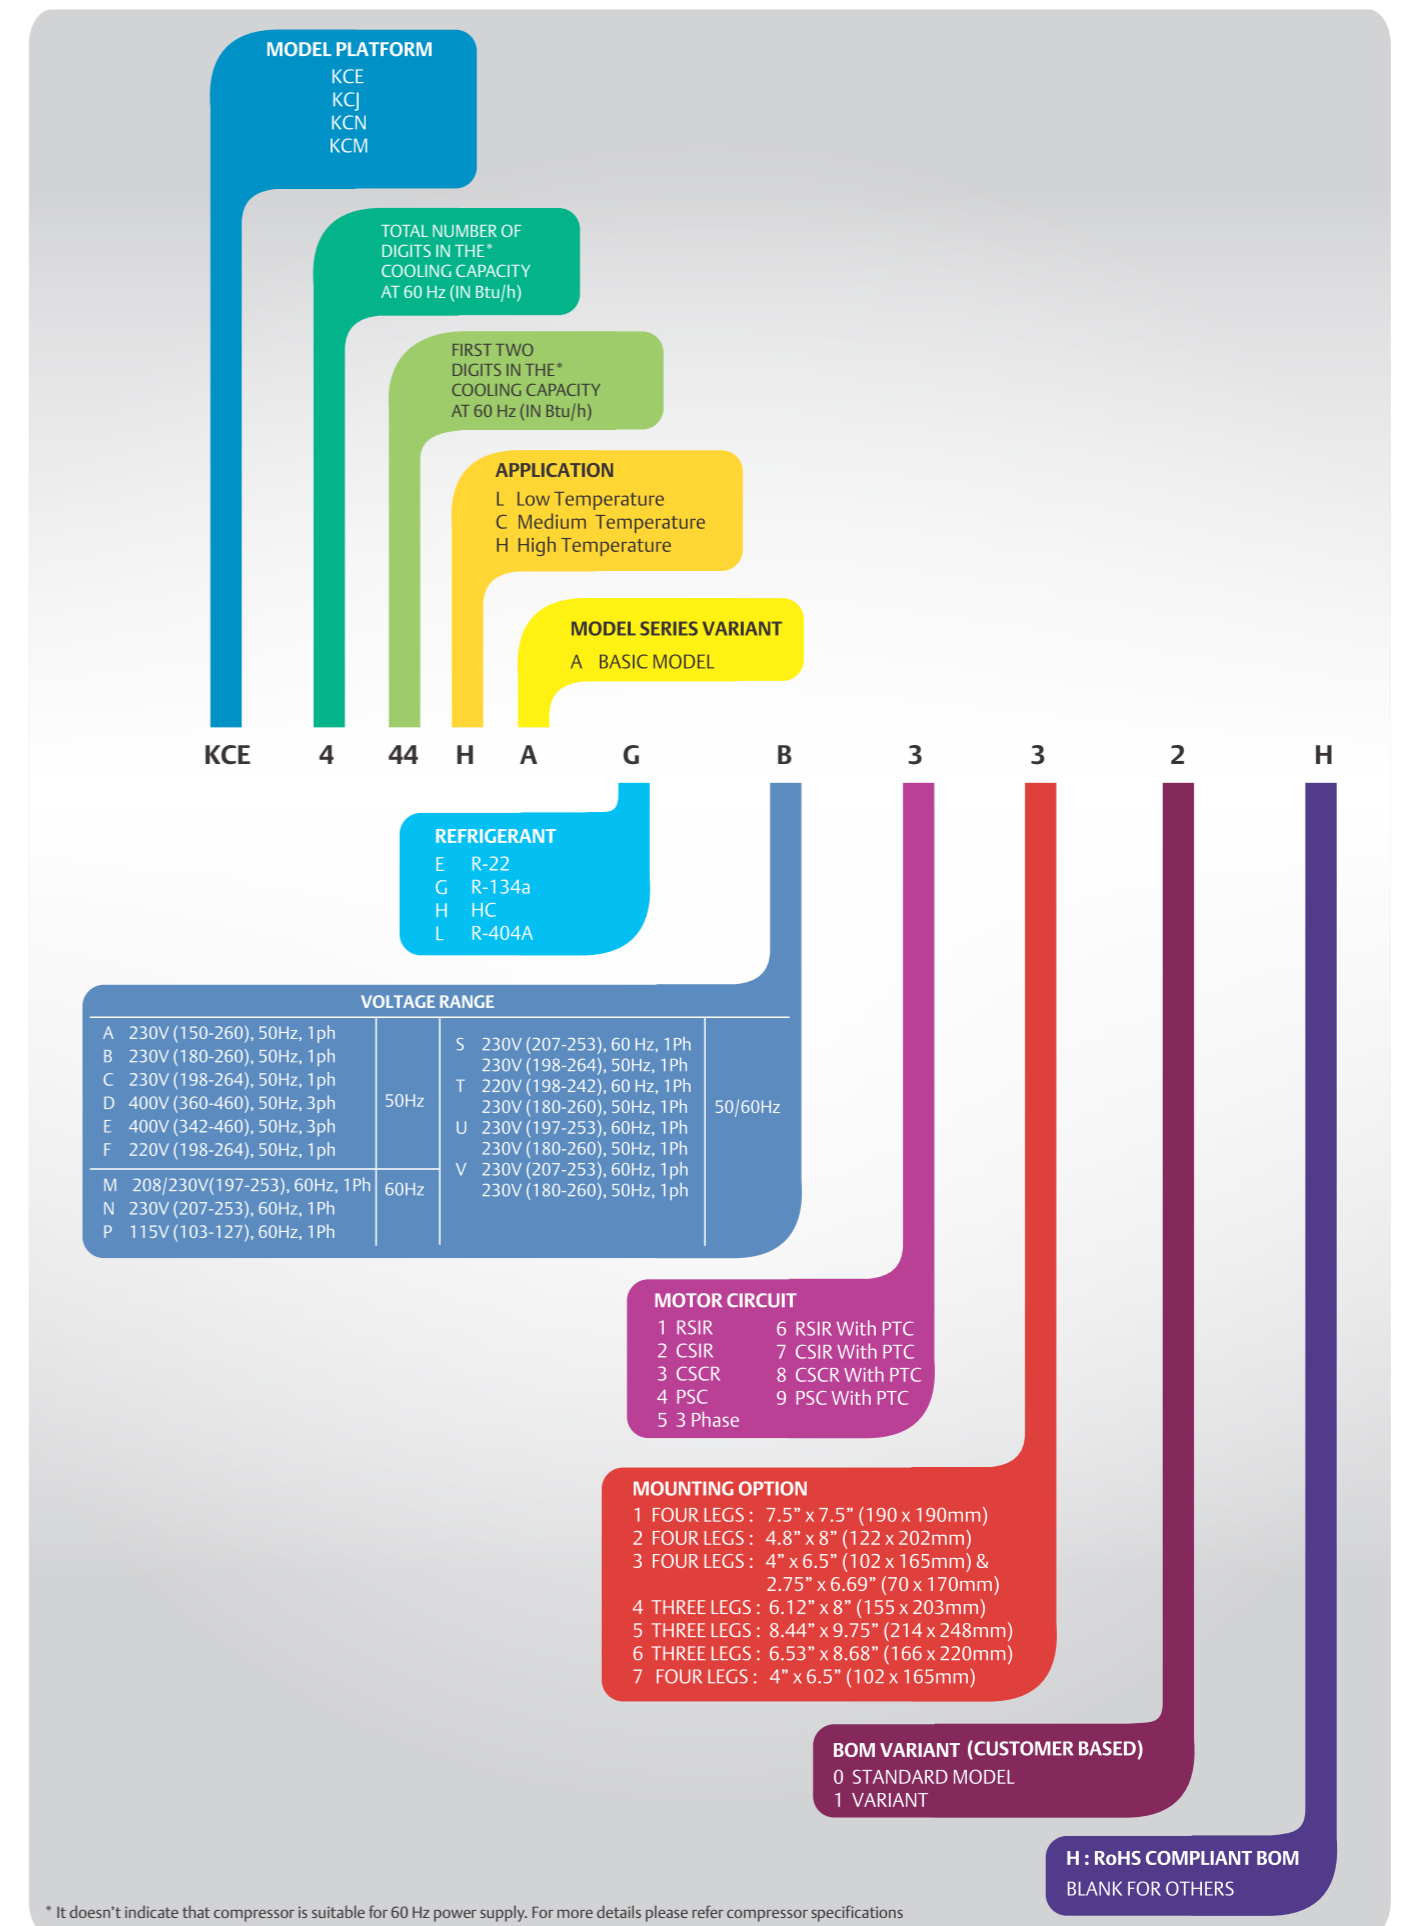 MODEL PLATFORM
KCE
KCJ
KCN
KCM
TOTAL NUMBER OF
DIGITS IN THE*
COOLING CAPACITY
AT 60 Hz (IN Btu/h)
FIRST TWO
DIGITS IN THE*
COOLING CAPACITY
AT 60 Hz (IN Btu/h)
APPLICATION
L Low Temperature
C Medium Temperature
H High Temperature
MODEL SERIES VARIANT
A BASIC MODEL
KCE 4 44 H A G B 3 3 2 H
REFRIGERANT
E R-22
G R-134a
H HC
L R-404A
VOLTAGE RANGE
A 230V (150-260), 50Hz, 1ph
B 230V (180-260), 50Hz, 1ph
C 230V (198-264), 50Hz, 1ph
D 400V (360-460), 50Hz, 3ph
E 400V (342-460), 50Hz, 3ph
F 220V (198-264), 50Hz, 1ph
50Hz
M 208/230V(197-253), 60Hz, 1Ph
N 230V (207-253), 60Hz, 1Ph
P 115V (103-127), 60Hz, 1Ph
60Hz
S 230V (207-253), 60 Hz, 1Ph
230V (198-264), 50Hz, 1Ph
T 220V (198-242), 60 Hz, 1Ph
230V (180-260), 50Hz, 1Ph
U 230V (197-253), 60Hz, 1Ph
230V (180-260), 50Hz, 1Ph
V 230V (207-253), 60Hz, 1ph
230V (180-260), 50Hz, 1ph
50/60Hz
MOTOR CIRCUIT
1 RSIR 6 RSIR With PTC
2 CSIR 7 CSIR With PTC
3 CSCR 8 CSCR With PTC
4 PSC 9 PSC With PTC
5 3 Phase
MOUNTING OPTION
1 FOUR LEGS : 7.5” x 7.5” (190 x 190mm)
2 FOUR LEGS : 4.8” x 8” (122 x 202mm)
3 FOUR LEGS : 4” x 6.5” (102 x 165mm) &
2.75” x 6.69” (70 x 170mm)
4 THREE LEGS : 6.12” x 8” (155 x 203mm)
5 THREE LEGS : 8.44” x 9.75” (214 x 248mm)
6 THREE LEGS : 6.53” x 8.68” (166 x 220mm)
7 FOUR LEGS : 4” x 6.5” (102 x 165mm)
BOM VARIANT (CUSTOMER BASED)
0 STANDARD MODEL
1 VARIANT
H : RoHS COMPLIANT BOM
BLANK FOR OTHERS
* It doesn't indicate that compressor is suitable for 60 Hz power supply. For more details please refer compressor specifications